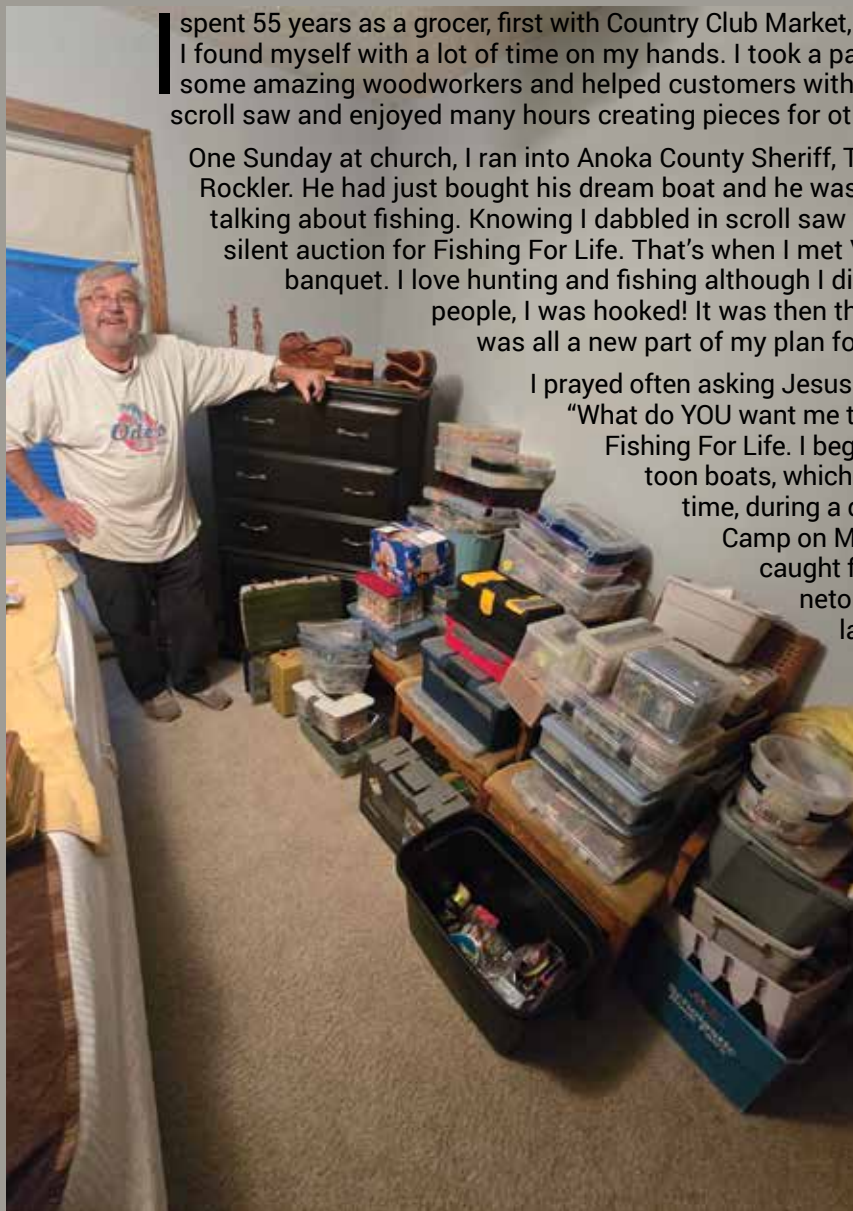 I spent 55 years as a grocer, first with Country Club Market,
I found myself with a lot of time on my hands. I took a pa
some amazing woodworkers and helped customers with
scroll saw and enjoyed many hours creating pieces for ot
One Sunday at church, I ran into Anoka County Sheriff, T
Rockler. He had just bought his dream boat and he was
talking about fishing. Knowing I dabbled in scroll saw
silent auction for Fishing For Life. That's when I met V
banquet. I love hunting and fishing although I di
people, I was hooked! It was then th
was all a new part of my plan fo
I prayed often asking Jesus
“What do YOU want me t
Fishing For Life. I beg
toon boats, which
time, during a c
Camp on M
caught f
neto
la
Ode's